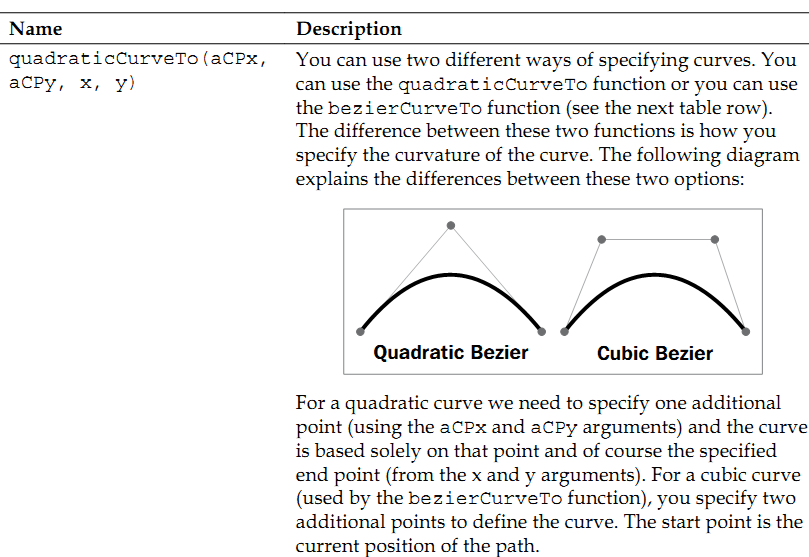 Name Description
quadraticCurveTo(aCPx,
aCPy, x, y)
You can use two different ways of specifying curves. You
can use the quadraticCurveTo function or you can use
the bezierCurveTo function (see the next table row).
The difference between these two functions is how you
specify the curvature of the curve. The following diagram
explains the differences between these two options:
Quadratic Bezier Cubic Bezier
For a quadratic curve we need to specify one additional
point (using the aCPx and aCPy arguments) and the curve
is based solely on that point and of course the specified
end point (from the x and y arguments). For a cubic curve
(used by the bezierCurveTo function), you specify two
additional points to define the curve. The start point is the
current position of the path.